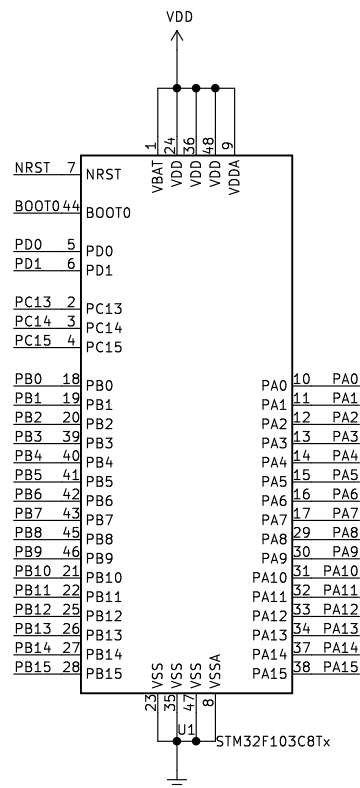 VDD
1 24 36 48 9
VBAT VDD VDD VDD VDDA
NRST 7 NRST
BOOT0 44 BOOT0
PD0 5 PD0
PD1 6 PD1
PC13 2 PC13
PC14 3 PC14
PC15 4 PC15
PB0 18 PB0 PA0 10 PA0
PB1 19 PB1 PA1 11 PA1
PB2 20 PB2 PA2 12 PA2
PB3 39 PB3 PA3 13 PA3
PB4 40 PB4 PA4 14 PA4
PB5 41 PB5 PA5 15 PA5
PB6 42 PB6 PA6 16 PA6
PB7 43 PB7 PA7 17 PA7
PB8 45 PB8 PA8 29 PA8
PB9 46 PB9 PA9 30 PA9
PB10 21 PB10 PA10 31 PA10
PB11 22 PB11 PA11 32 PA11
PB12 25 PB12 PA12 33 PA12
PB13 26 PB13 PA13 34 PA13
PB14 27 PB14 PA14 37 PA14
PB15 28 PB15 PA15 38 PA15
VSS VSS VSS VSSA
23 35 47 8
U1
STM32F103C8Tx